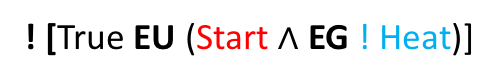 ! [True EU (Start ∧ EG ! Heat)]